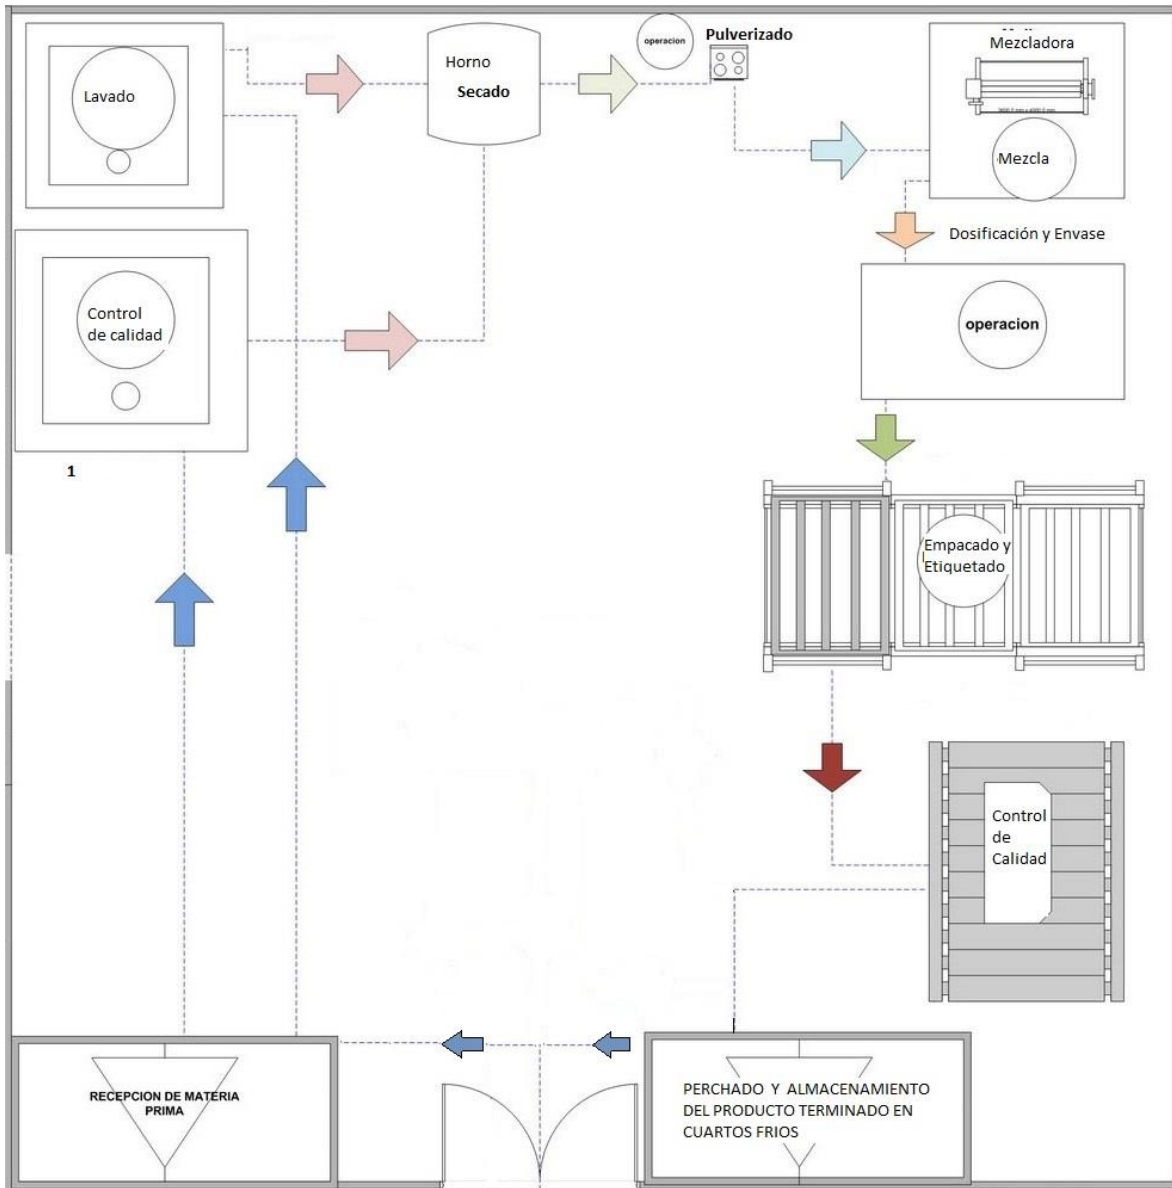 Lavado
Horno
Secado
operacion
Pulverizado
Mezcladora
Mezcla
Dosificación y Envase
Control
de calidad
operacion
1
Empacado y
Etiquetado
Control
de
Calidad
RECEPCION DE MATERIA
PRIMA
PERCHADO Y ALMACENAMIENTO
DEL PRODUCTO TERMINADO EN
CUARTOS FRIOS